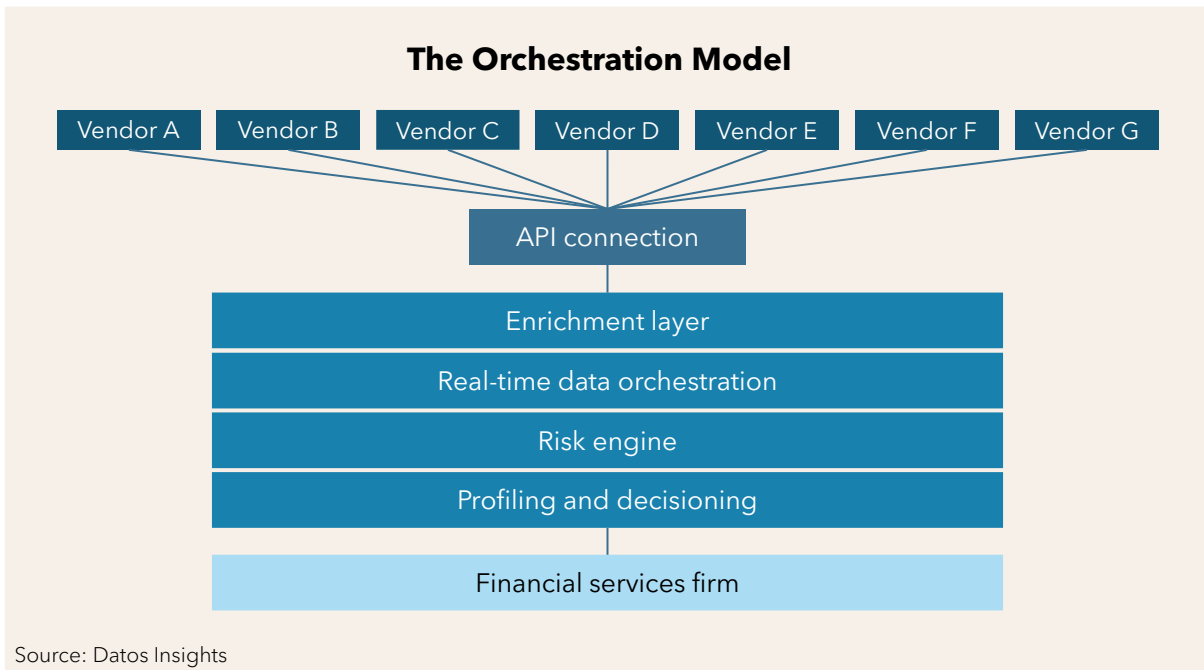 The Orchestration Model
Vendor A
Vendor B
Vendor C
Vendor D
Vendor E
Vendor F
Vendor G
API connection
Enrichment layer
Real-time data orchestration
Risk engine
Profiling and decisioning
Financial services firm
Source: Datos Insights